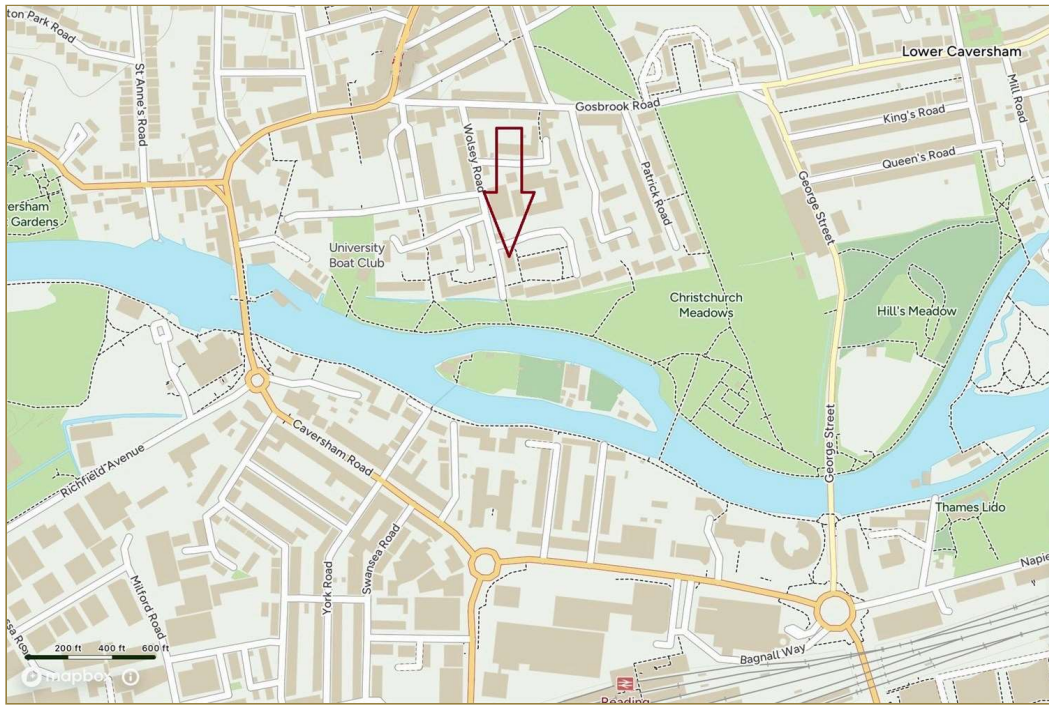 ton Park Road
St Anne's Road
Lower Caversham
Gosbrook Road
Mill Road
King's Road
Queen's Road
Wolsey Road
Patrick Road
George Street
ersham
Gardens
University
Boat Club
Christchurch
Meadows
Hill's Meadow
Caversham Road
George Street
Richfield Avenue
Thames Lido
Swansea Road
York Road
Milford Road
Napie
ssa Ro
200 ft
400 ft
600 ft
Bagnall Way
mapbox
Reading